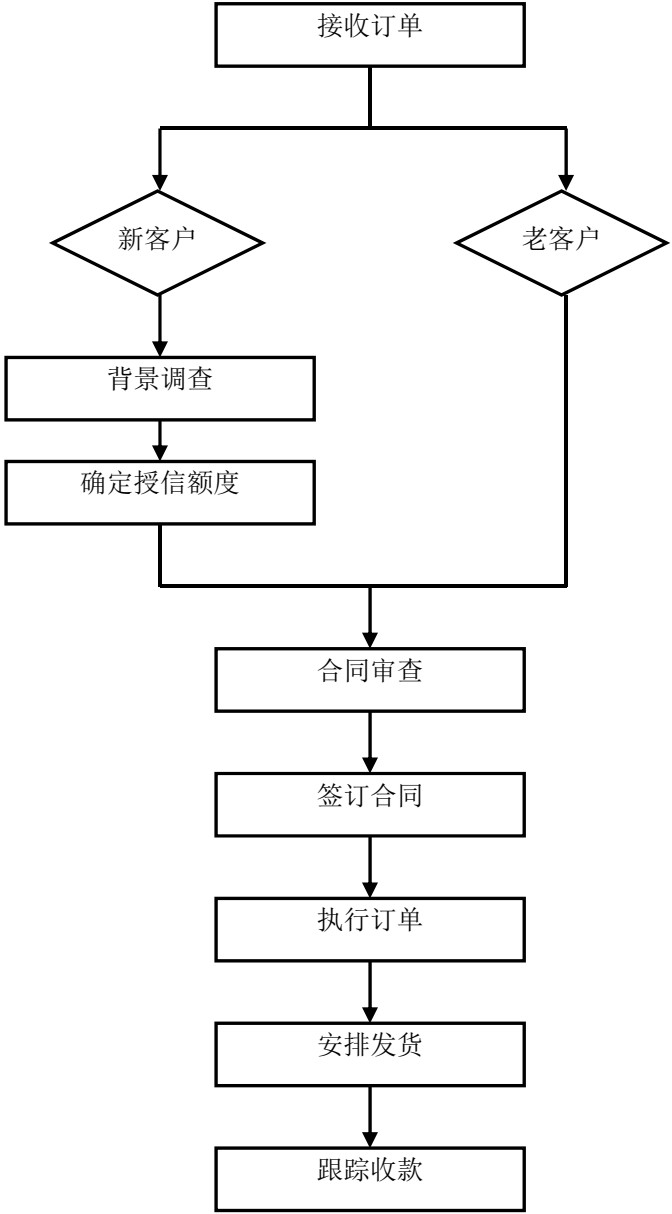 接收订单
新客户
老客户
背景调查
确定授信额度
合同审查
签订合同
执行订单
安排发货
跟踪收款